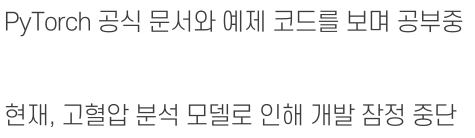 PyTorch 공식 문서와 예제 코드를 보며 공부중
현재, 고혈압 분석 모델로 인해 개발 잠정 중단